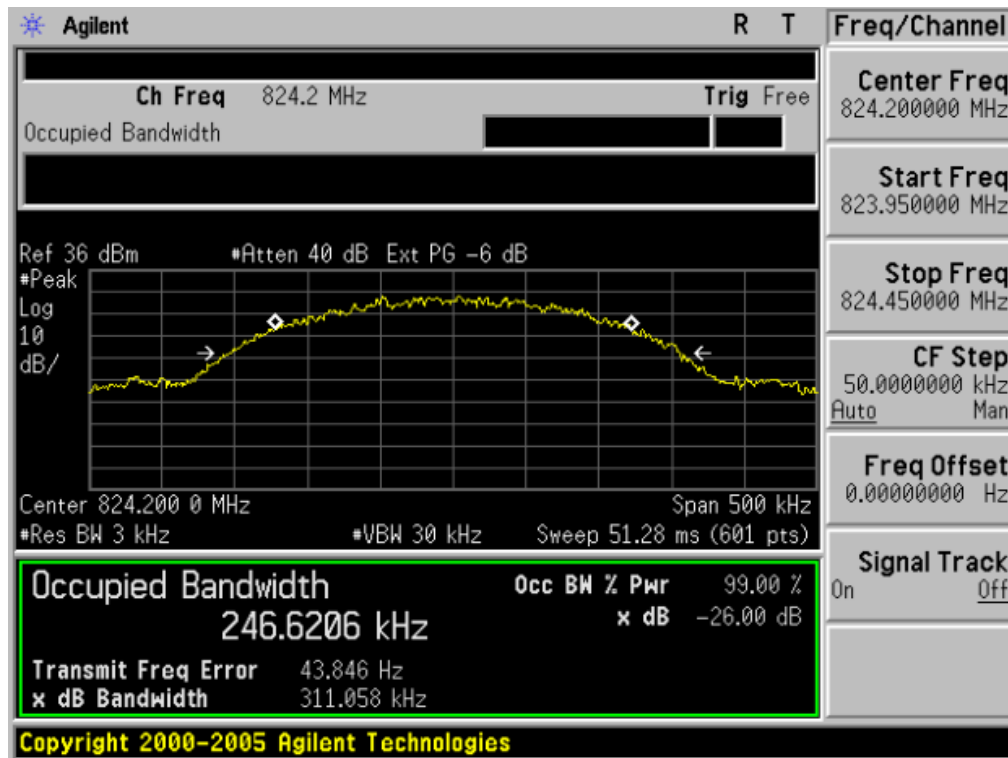 Agilent R T Freq/Channel
Ch Freq 824.2 MHz Trig Free
Occupied Bandwidth
Center Freq
824.200000 MHz
Start Freq
823.950000 MHz
Stop Freq
824.450000 MHz
CF Step
50.0000000 kHz
Auto Man
Freq Offset
0.00000000 Hz
Signal Track
On Off
Ref 36 dBm #Atten 40 dB Ext PG -6 dB
#Peak
Log
10
dB/
Center 824.200 0 MHz Span 500 kHz
#Res BW 3 kHz #VBW 30 kHz Sweep 51.28 ms (601 pts)
Occupied Bandwidth Occ BW % Pwr 99.00 %
246.6206 kHz x dB -26.00 dB
Transmit Freq Error 43.846 Hz
x dB Bandwidth 311.058 kHz
Copyright 2000-2005 Agilent Technologies